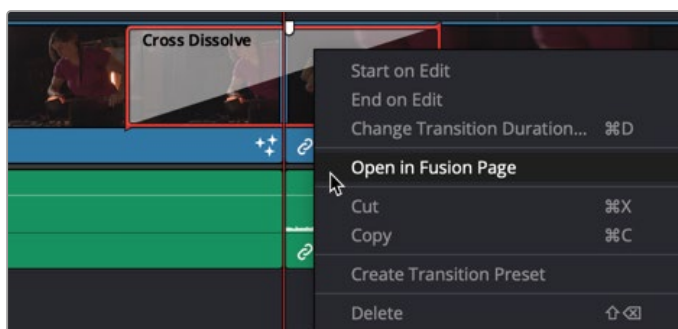 Cross Dissolve
Start on Edit
End on Edit
Change Transition Duration... ⌘D
Open in Fusion Page
Cut ⌘X
Copy ⌘C
Create Transition Preset
Delete ⇧⌫